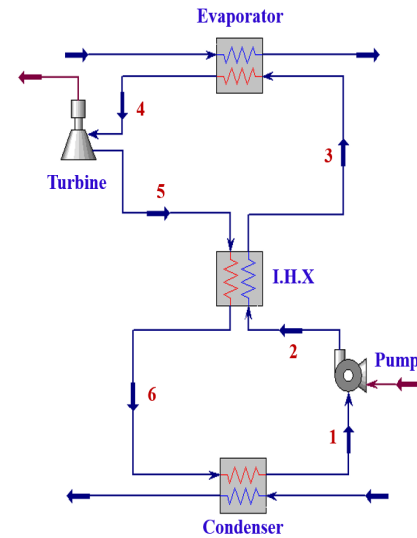 Evaporator
4
3
Turbine
5
I.H.X
2
Pump
6
1
Condenser